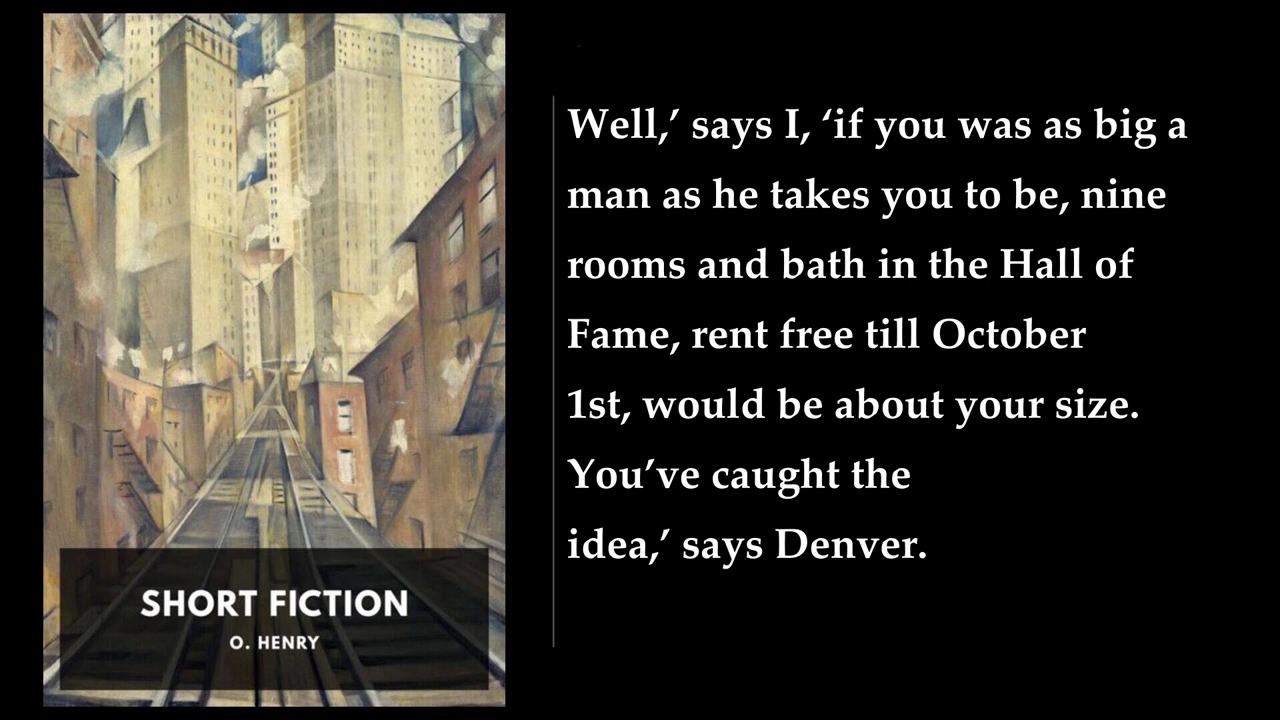 SHORT FICTION
O. HENRY
Well,’ says I, ‘if you was as big a
man as he takes you to be, nine
rooms and bath in the Hall of
Fame, rent free till October
1st, would be about your size.
You’ve caught the
idea,’ says Denver.